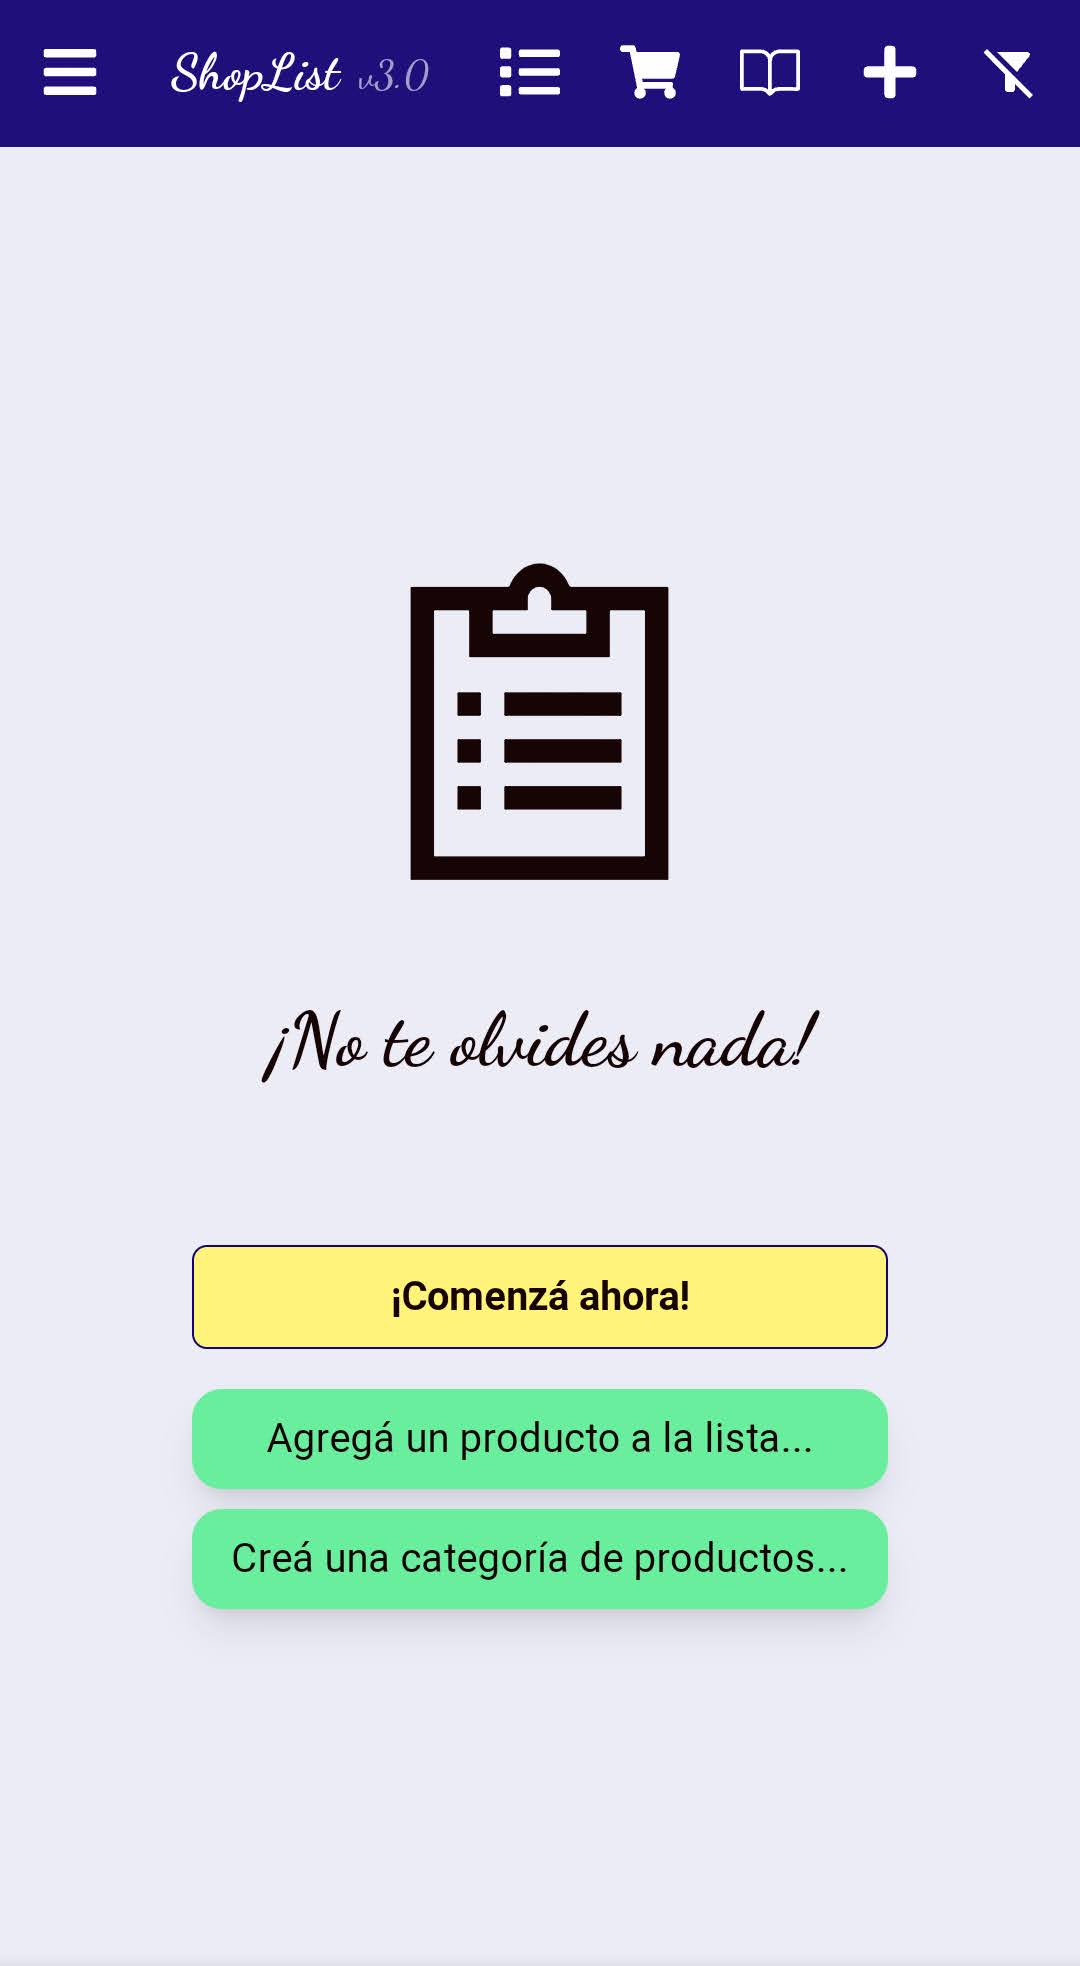 ShopList v3.0
¡No te olvides nada!
¡Comenzá ahora!
Agregá un producto a la lista...
Creá una categoría de productos...